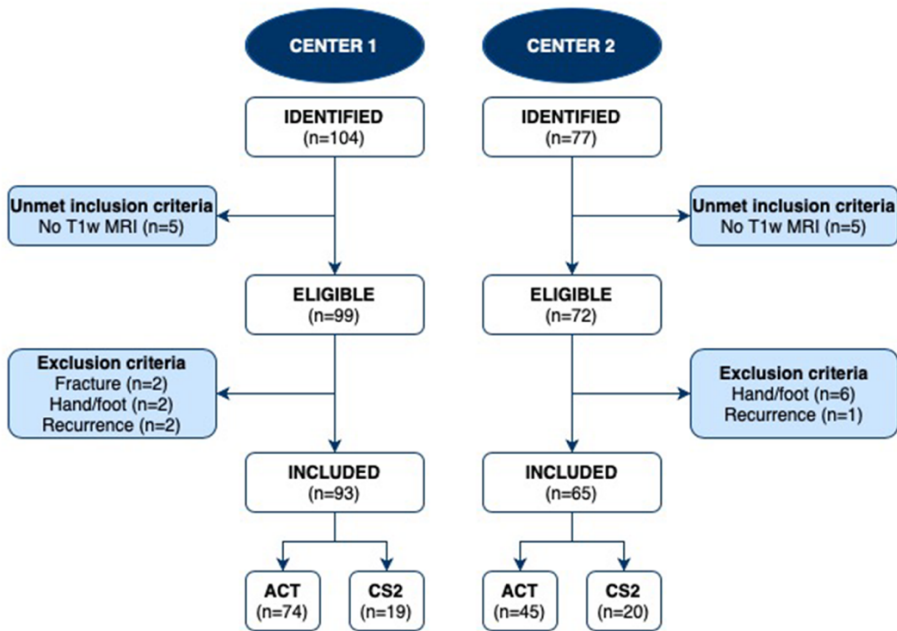 CENTER 1
IDENTIFIED
(n=104)
Unmet inclusion criteria
No T1w MRI (n=5)
ELIGIBLE
(n=99)
Exclusion criteria
Fracture (n=2)
Hand/foot (n=2)
Recurrence (n=2)
INCLUDED
(n=93)
ACT
(n=74)
CS2
(n=19)
CENTER 2
IDENTIFIED
(n=77)
Unmet inclusion criteria
No T1w MRI (n=5)
ELIGIBLE
(n=72)
Exclusion criteria
Hand/foot (n=6)
Recurrence (n=1)
INCLUDED
(n=65)
ACT
(n=45)
CS2
(n=20)